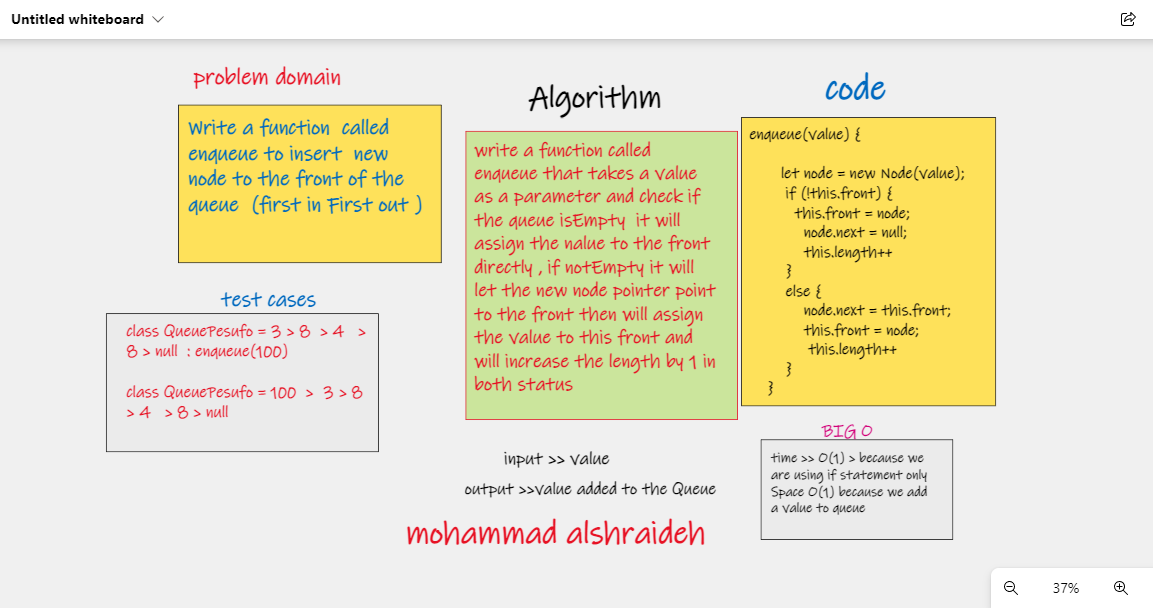 Untitled whiteboard
problem domain
Write a function called
enqueue to insert new
node to the front of the
queue (first in First out )
test cases
class QueuePesufo = 3 > 8 > 4 >
8 > null : enqueue(100)
class QueuePesufo = 100 > 3 > 8
> 4 > 8 > null
Algorithm
write a function called
enqueue that takes a value
as a parameter and check if
the queue isEmpty it will
assign the nalue to the front
directly , if notEmpty it will
let the new node pointer point
to the front then will assign
the value to this front and
will increase the length by 1 in
both status
input >> value
output >>value added to the Queue
mohammad alshraideh
code
enqueue(value) {
let node = new Node(value);
if (!this.front) {
this.front = node;
node.next = null;
this.length++
}
else {
node.next = this.front;
this.front = node;
this.length++
}
}
BIG O
time >> O(1) > because we
are using if statement only
Space O(1) because we add
a value to queue
37%